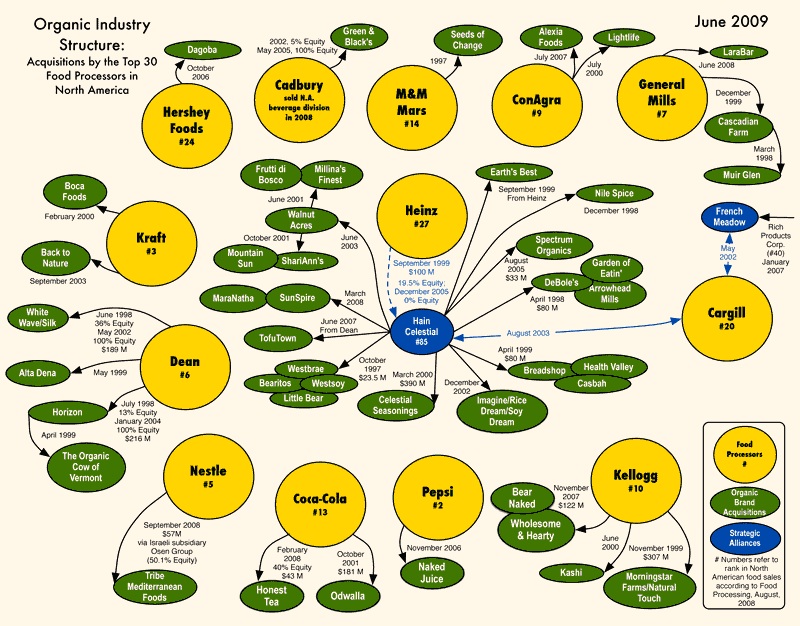 Organic Industry
Structure:
Acquisitions by the Top 30
Food Processors in
North America
June 2009
Dagoba
October
2006
Hershey
Foods
#24
2002, 5% Equity
May 2005, 100% Equity
Green &
Black's
Cadbury
sold N.A.
beverage division
in 2008
Seeds of
Change
1997
M&M
Mars
#14
Alexia
Foods
July 2007
Lightlife
July
2000
ConAgra
#9
LaraBar
June 2008
General
Mills
#7
December
1999
Cascadian
Farm
March
1998
Muir Glen
Boca
Foods
February 2000
Kraft
#3
Back to
Nature
September 2003
Frutti di
Bosco
Millina's
Finest
June 2001
Walnut
Acres
October 2001
Mountain
Sun
ShariAnn's
June
2003
Heinz
#27
September 1999
$100 M
19.5% Equity;
December 2005
0% Equity
Earth's Best
September 1999
From Heinz
Nile Spice
December 1998
Spectrum
Organics
August
2005
$33 M
Garden of
Eatin'
DeBole's
Arrowhead
Mills
April 1998
$80 M
French
Meadow
Rich
Products
Corp.
(#40)
January
2007
May
2002
Cargill
#20
August 2003
MaraNatha
SunSpire
March
2008
Hain
Celestial
#85
TofuTown
June 2007
From Dean
Westbrae
Bearitos
Westsoy
Little Bear
October
1997
$23.5 M
March 2000
$390 M
Celestial
Seasonings
December
2002
Imagine/Rice
Dream/Soy
Dream
April 1999
$80 M
Breadshop
Health Valley
Casbah
White
Wave/Silk
June 1998
36% Equity
May 2002
100% Equity
$189 M
Dean
#6
Alta Dena
May 1999
Horizon
July 1998
13% Equity
January 2004
100% Equity
$216 M
April 1999
The Organic
Cow of
Vermont
Nestle
#5
September 2008
$57M
via Israeli subsidiary
Osen Group
(50.1% Equity)
Tribe
Mediterranean
Foods
Coca-Cola
#13
February
2008
40% Equity
$43 M
Honest
Tea
October
2001
$181 M
Odwalla
Pepsi
#2
November 2006
Naked
Juice
Kellogg
#10
Bear
Naked
November
2007
$122 M
Wholesome
& Hearty
June
2000
Kashi
November 1999
$307 M
Morningstar
Farms/Natural
Touch
Food
Processors
#
Organic
Brand
Acquisitions
Strategic
Alliances
# Numbers refer to
rank in North
American food sales
according to Food
Processing, August,
2008